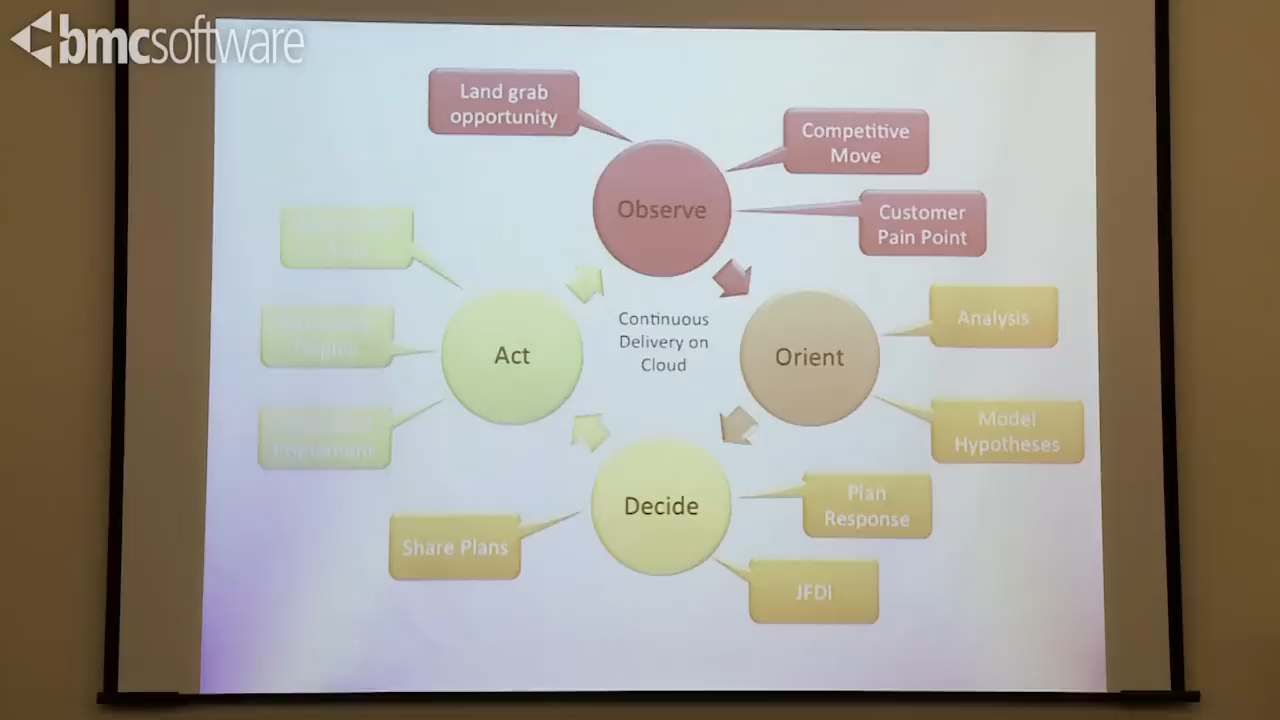 bmcsoftware
Land grab
opportunity
Competitive
Move
Observe
Customer
Pain Point
Continuous
Delivery on
Cloud
Analysis
Act
Orient
Model
Hypotheses
Decide
Plan
Response
Share Plans
JFDI